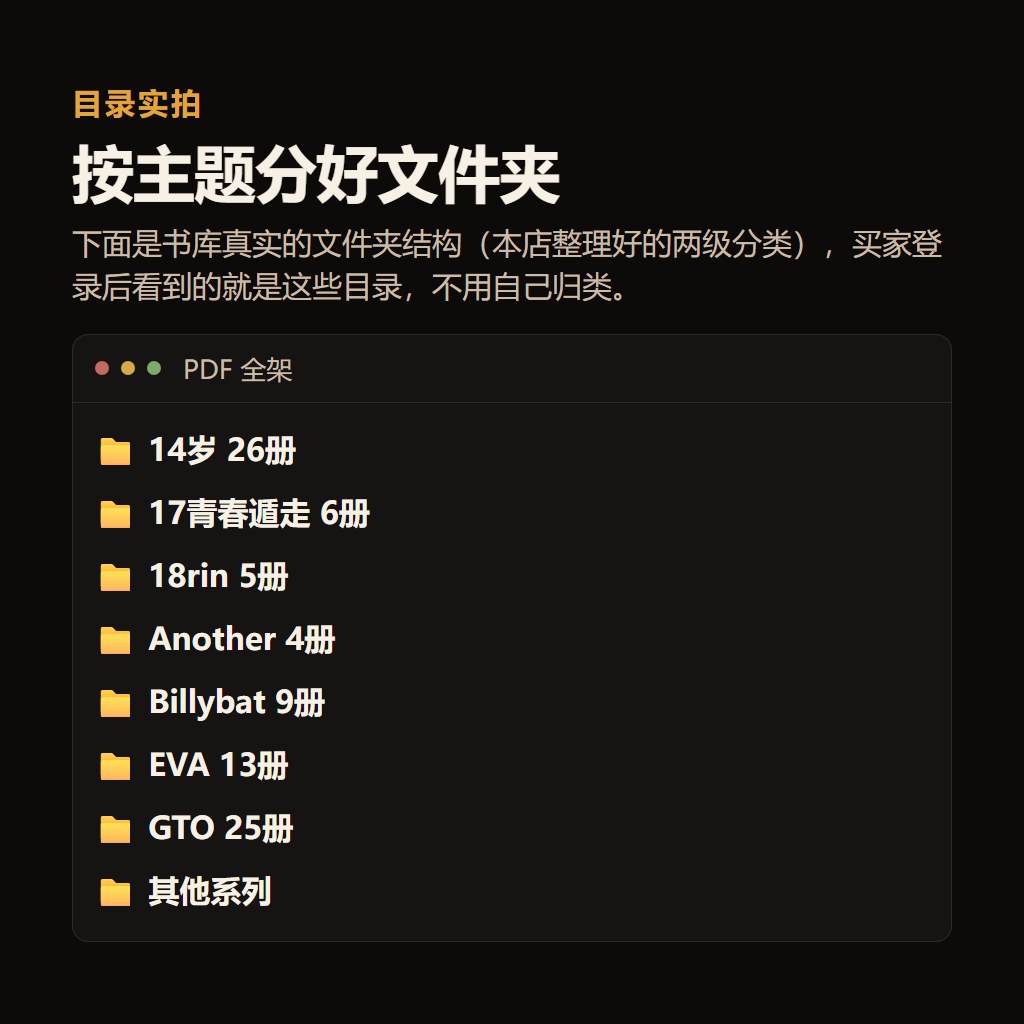 目录实拍
按主题分好文件夹
下面是书库真实的文件夹结构（本店整理好的两级分类），买家登
录后看到的就是这些目录，不用自己归类。
PDF 全架
14岁 26册
17青春遁走 6册
18rin 5册
Another 4册
Billybat 9册
EVA 13册
GTO 25册
其他系列